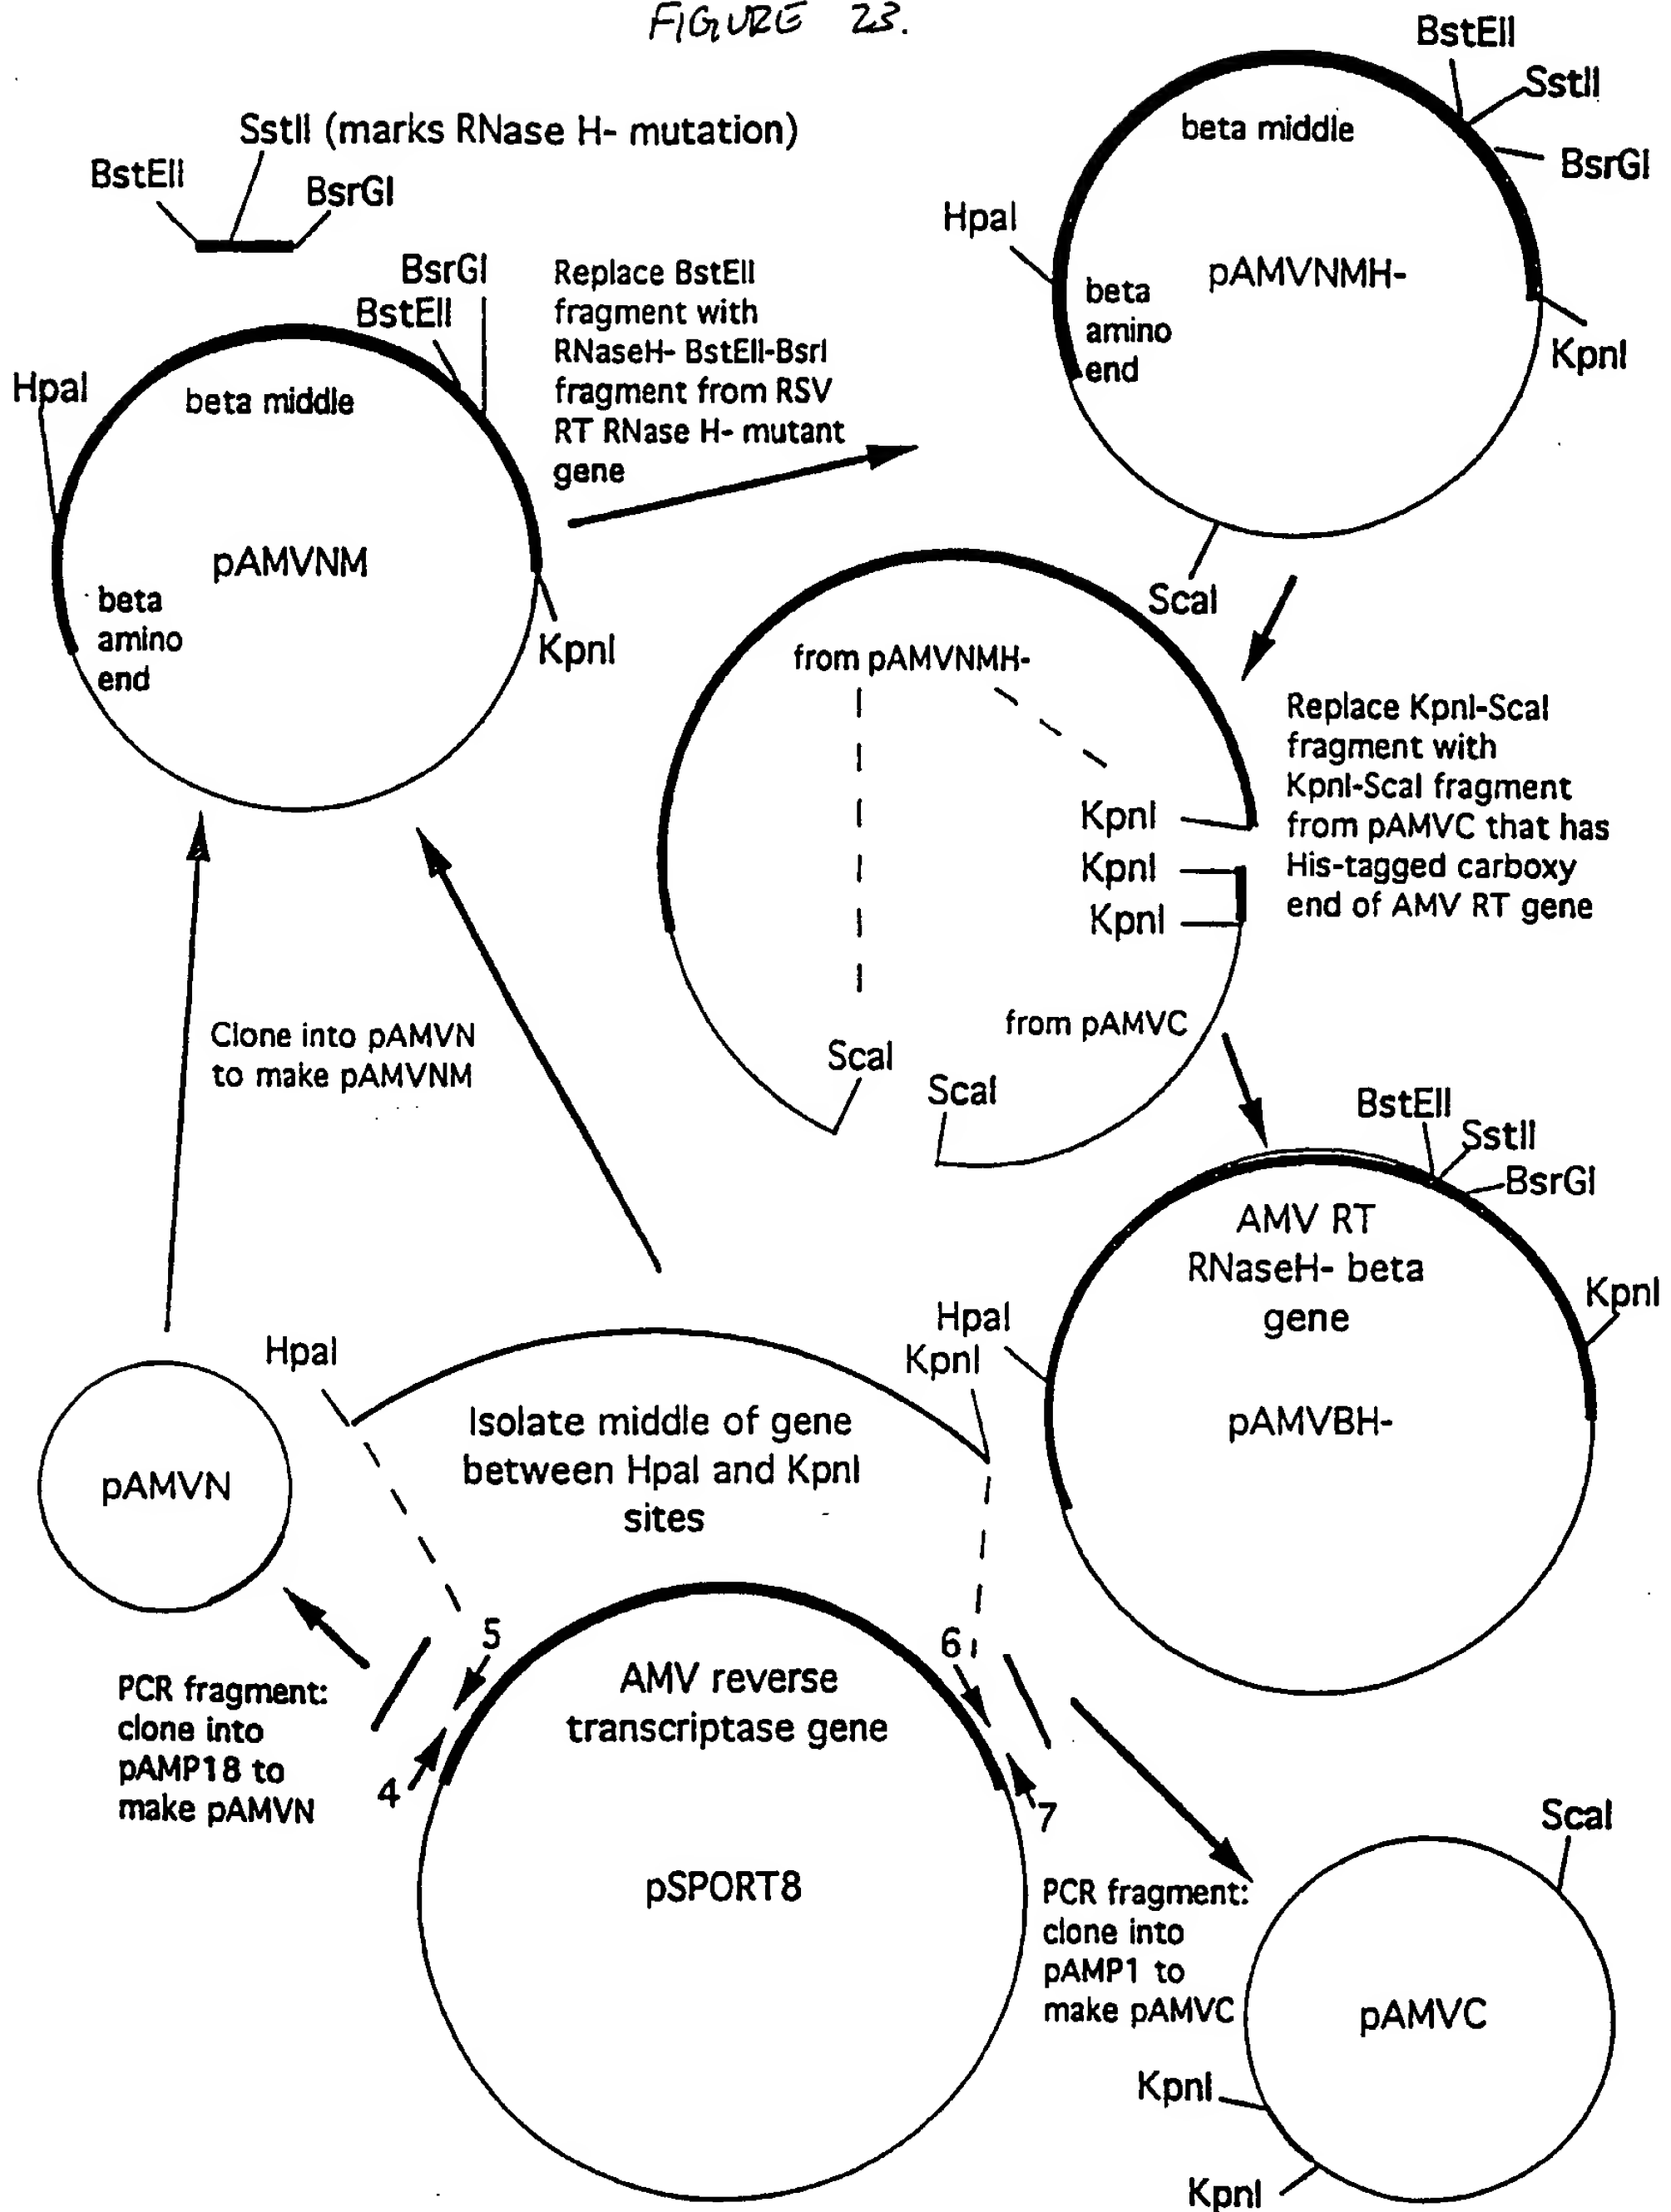 FIGURE 23.
SstII (marks RNase H- mutation)
BstEII
BsrGI
BsrGI
BstEII
HpaI
beta middle
pAMVNM
beta
amino
end
KpnI
Replace BstEII
fragment with
RNaseH- BstEII-BsrI
fragment from RSV
RT RNase H- mutant
gene
BstEII
SstII
BsrGI
beta middle
HpaI
pAMVNMH-
beta
amino
end
KpnI
ScaI
from pAMVNMH-
KpnI
KpnI
KpnI
from pAMVC
ScaI
ScaI
Replace KpnI-ScaI
fragment with
KpnI-ScaI fragment
from pAMVC that has
His-tagged carboxy
end of AMV RT gene
Clone into pAMVN
to make pAMVNM
BstEII
SstII
BsrGI
AMV RT
RNaseH- beta
gene
KpnI
HpaI
pAMVBH-
HpaI
KpnI
Isolate middle of gene
between HpaI and KpnI
sites
pAMVN
5
6
AMV reverse
transcriptase gene
4
7
PCR fragment:
clone into
pAMP18 to
make pAMVN
pSPORT8
PCR fragment:
clone into
pAMP1 to
make pAMVC
ScaI
pAMVC
KpnI
KpnI